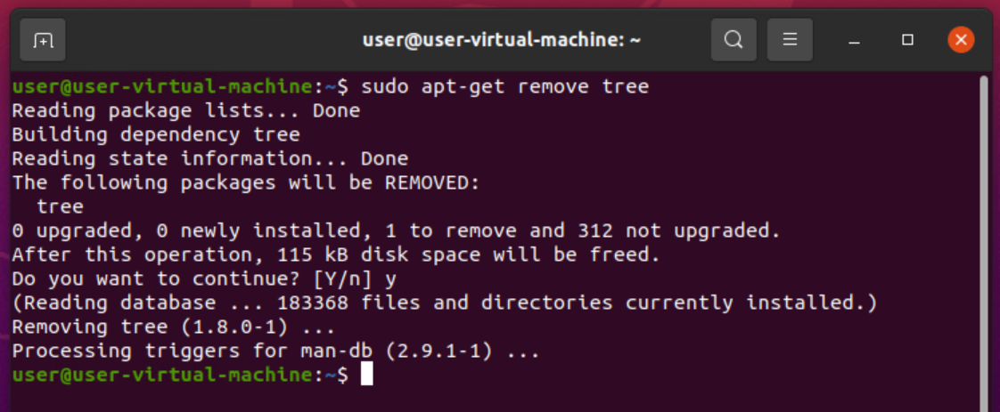 user@user-virtual-machine: ~
user@user-virtual-machine:~$ sudo apt-get remove tree
Reading package lists... Done
Building dependency tree
Reading state information... Done
The following packages will be REMOVED:
  tree
0 upgraded, 0 newly installed, 1 to remove and 312 not upgraded.
After this operation, 115 kB disk space will be freed.
Do you want to continue? [Y/n] y
(Reading database ... 183368 files and directories currently installed.)
Removing tree (1.8.0-1) ...
Processing triggers for man-db (2.9.1-1) ...
user@user-virtual-machine:~$